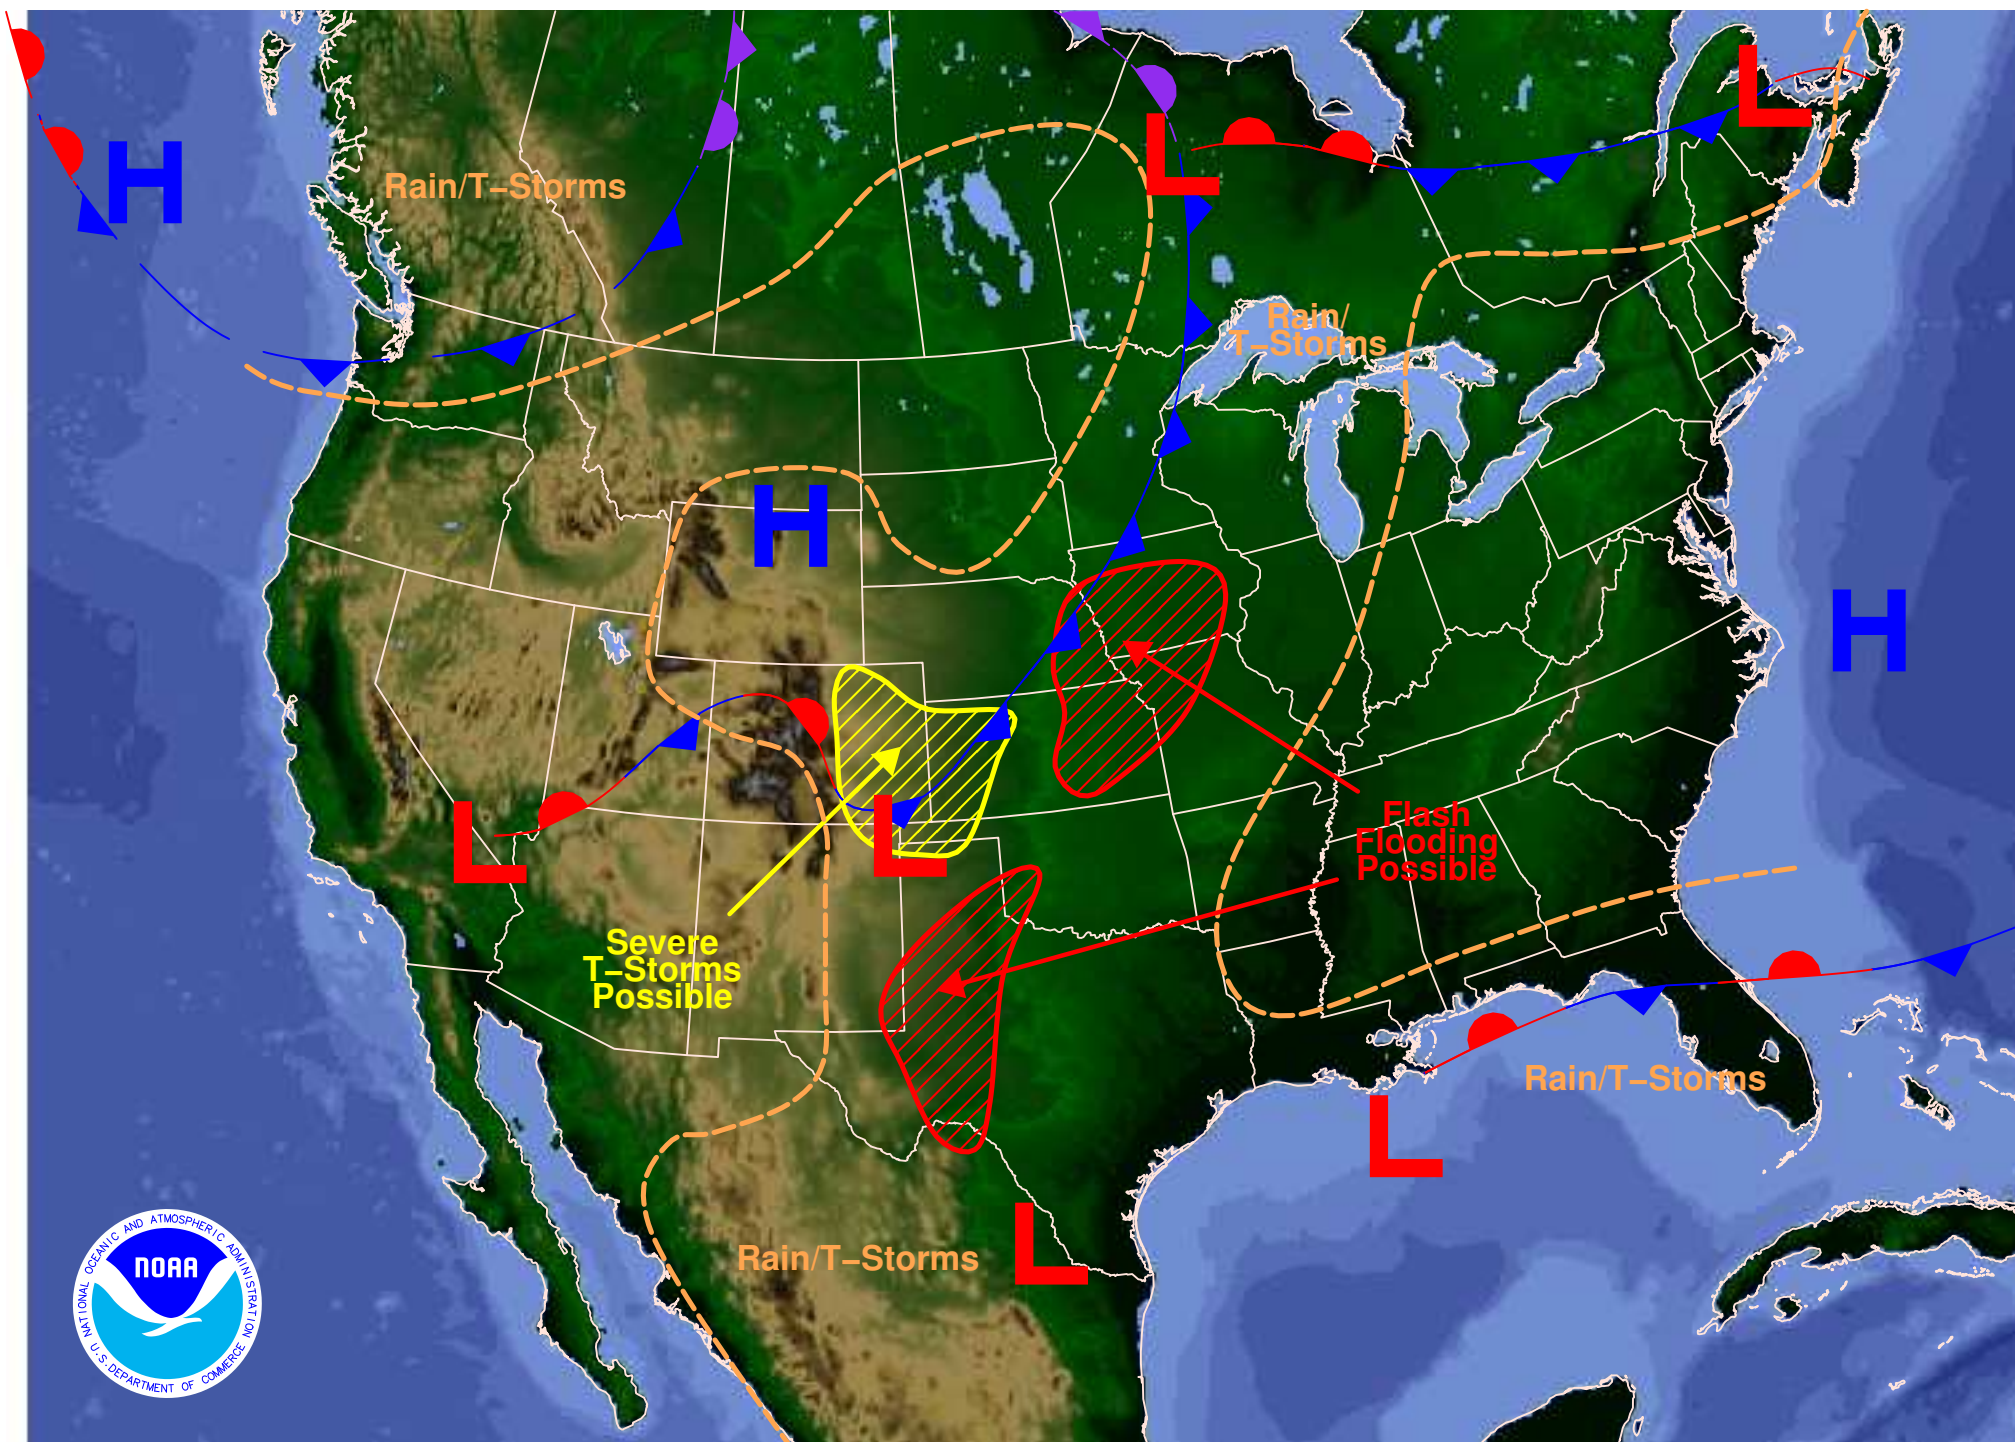 H
L
L
Rain/T−Storms
Rain/
T−Storms
H
H
L
L
Flash
Flooding
Possible
Severe
T−Storms
Possible
Rain/T−Storms
L
L
Rain/T−Storms
NATIONAL OCEANIC AND ATMOSPHERIC ADMINISTRATION
NOAA
U.S. DEPARTMENT OF COMMERCE